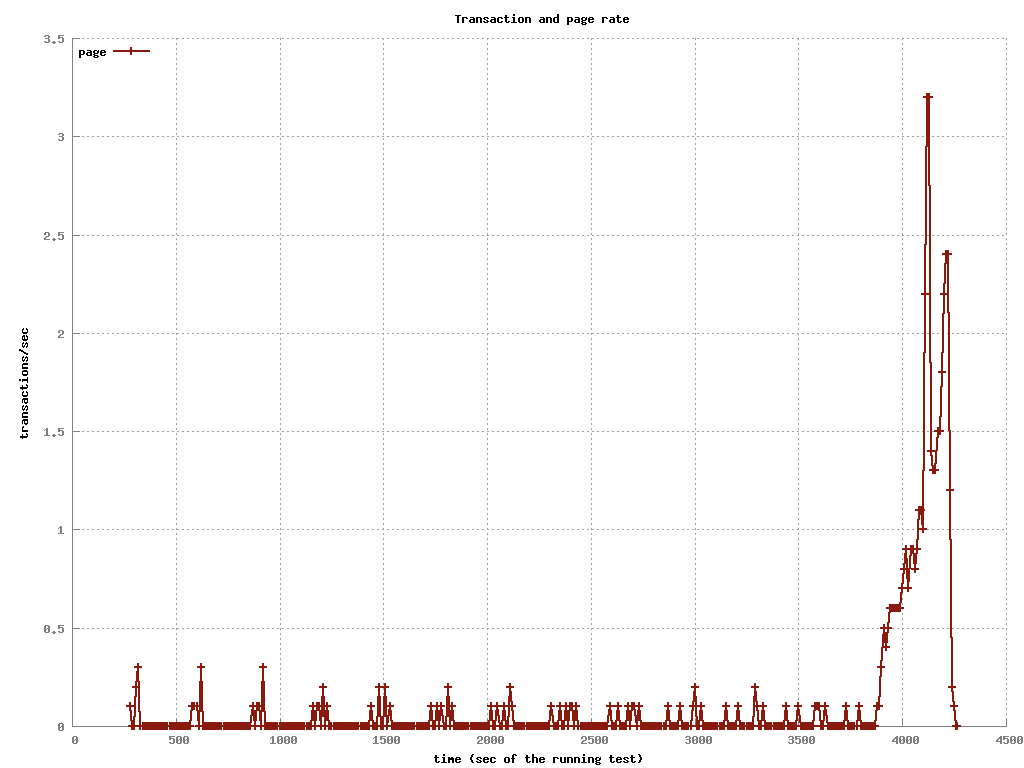 Transaction and page rate
3.5
page
3
2.5
2
transactions/sec
1.5
1
0.5
0
0 500 1000 1500 2000 2500 3000 3500 4000 4500
time (sec of the running test)